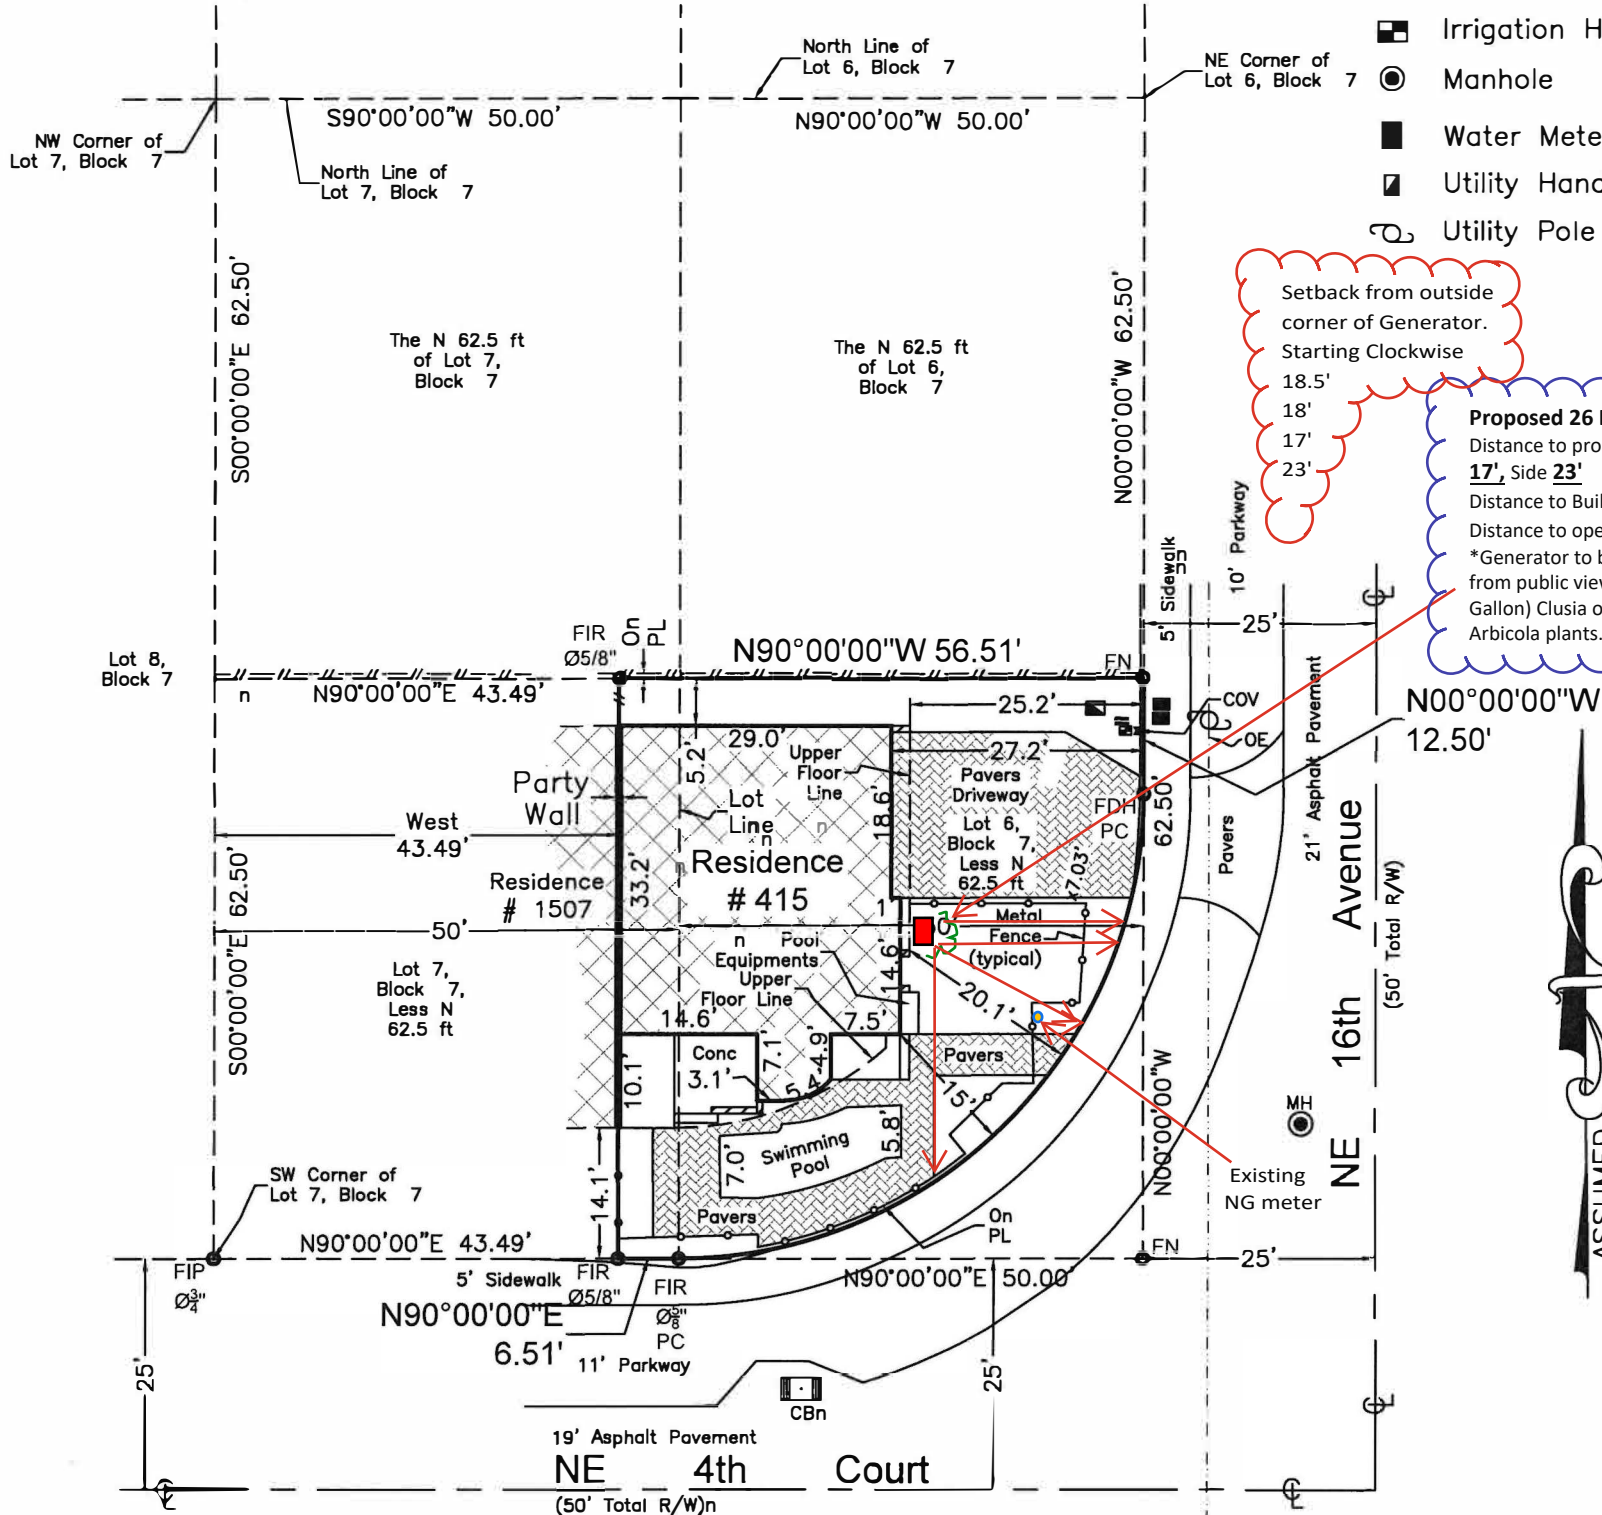 Irrigation H
North Line of
Lot 6, Block 7
NE Corner of
Lot 6, Block 7
Manhole
S90°00'00"W 50.00'
N90°00'00"W 50.00'
NW Corner of
Lot 7, Block 7
Water Mete
North Line of
Lot 7, Block 7
Utility Hand
Utility Pole
S00°00'00"E 62.50'
N00°00'00"W 62.50'
Setback from outside
corner of Generator.
Starting Clockwise
18.5'
18'
17'
23'
The N 62.5 ft
of Lot 7,
Block 7
The N 62.5 ft
of Lot 6,
Block 7
Proposed 26
Distance to pro
17', Side 23'
Distance to Buil
Distance to ope
*Generator to b
from public view
Gallon) Clusia o
Arbicola plants.
5' Sidewalk
10' Parkway
25'
℄
FIR
Ø5/8"
On
PL
N90°00'00"W 56.51'
FN
Lot 8,
Block 7
n
N90°00'00"E 43.49'
N00°00'00"W
12.50'
25.2'
COV
OE
21' Asphalt Pavement
29.0'
5.2'
Upper
Floor
Line
27.2'
Pavers
Driveway
Party
Wall
Lot
Line
n
n
18.6'
FDH
PC
62.50'
Lot 6,
Block 7,
Less N
62.5 ft
x7.03'
Pavers
West
43.49'
Residence
# 415
33.2'
Residence
# 1507
S00°00'00"E 62.50'
50'
n
Metal
Fence
(typical)
Pool
Equipments
Upper
Floor Line
14.6'
20.1'
Lot 7,
Block 7,
Less N
62.5 ft
14.6'
7.5'
NE 16th Avenue
(50' Total R/W)
Conc
3.1'
7.1'
4.9'
5.4'
Pavers
10.1'
15'
N00°00'00"W
MH
Swimming
Pool
7.0'
5.8'
Existing
NG meter
SW Corner of
Lot 7, Block 7
14.1'
Pavers
On
PL
ASSUMED
N90°00'00"E 43.49'
FN
25'
FIP
Ø3/4"
5' Sidewalk
FIR
Ø5/8"
FIR
Ø5/8"
PC
N90°00'00"E 50.00'
N90°00'00"E
6.51'
11' Parkway
25'
25'
CBn
℄
19' Asphalt Pavement
NE 4th Court
(50' Total R/W)n
℄
℄